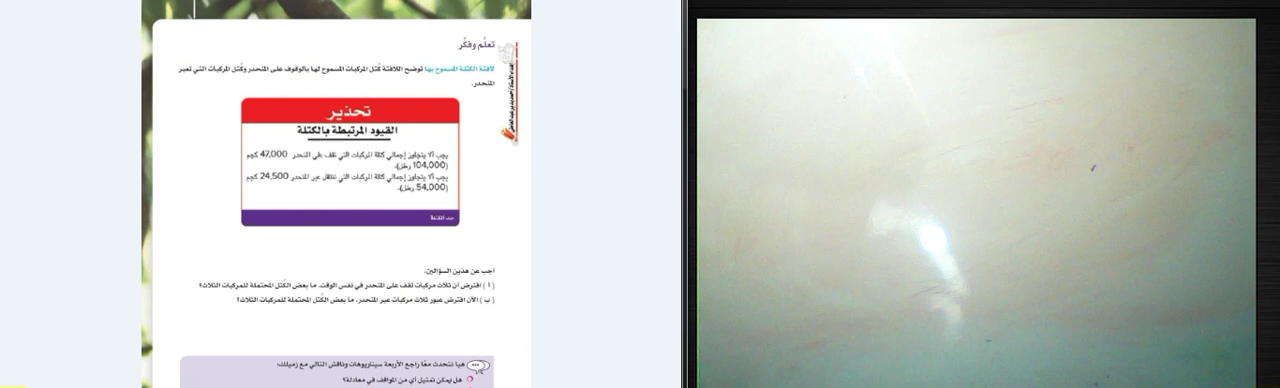 تعلَّم وفكَّر
لافتة الكتلة المسموح بها توضح اللافتة كُتل المركبات المسموح لها بالوقوف على المنحدر وكُتل المركبات التي تعبر
المنحدر.
تحذير
القيود المرتبطة بالكتلة
يجب ألا يتجاوز إجمالي كتلة المركبات التي تقف على المنحدر 47,000 كجم
(104,000 رطل).
يجب ألا يتجاوز إجمالي كتلة المركبات التي تنتقل عبر المنحدر 24,500 كجم
(54,000 رطل).
حد الكتلة
أجب عن هذين السؤالين.
( أ ) افترض أن ثلاث مركبات تقف على المنحدر في نفس الوقت. ما بعض الكُتل المحتملة للمركبات الثلاث؟
( ب ) الآن افترض عبور ثلاث مركبات عبر المنحدر. ما بعض الكُتل المحتملة للمركبات الثلاث؟
هيا نتحدث معًا راجع الأربعة سيناريوهات وناقش التالي مع زميلك:
هل يمكن تمثيل أي من المواقف في معادلة؟